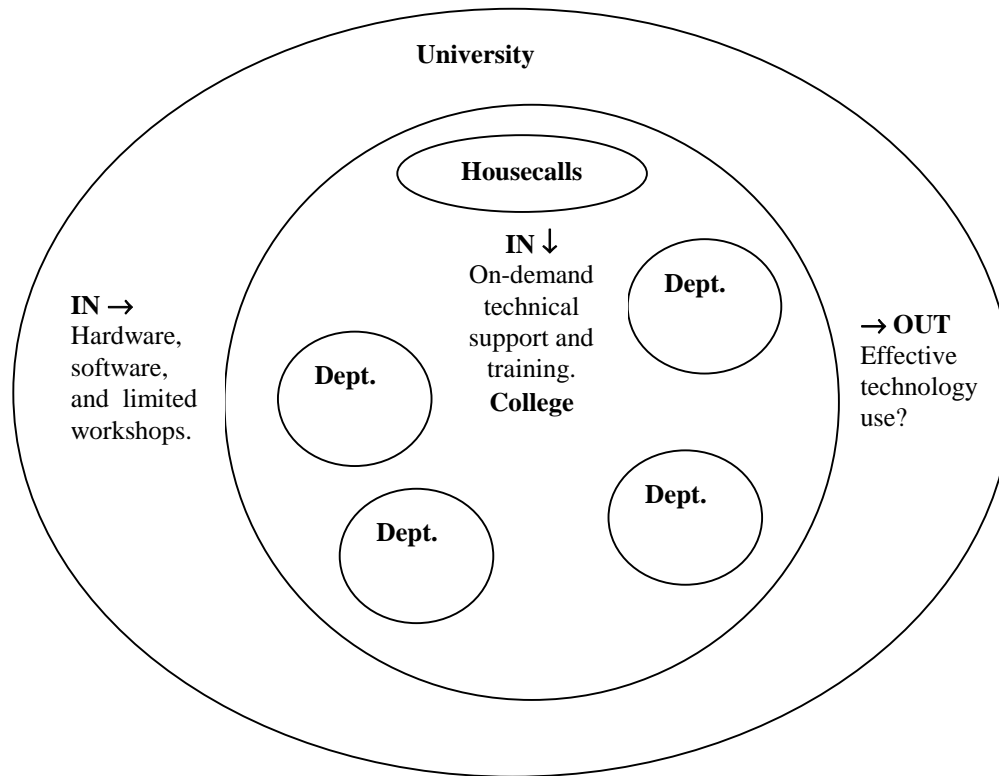 University
Housecalls
IN ↓
On-demand
technical
support and
training.
College
Dept.
IN →
Hardware,
software,
and limited
workshops.
Dept.
→ OUT
Effective
technology
use?
Dept.
Dept.